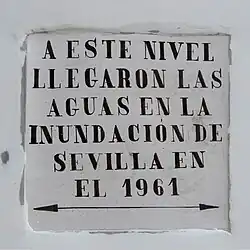 A ESTE NIVEL
LLEGARON LAS
AGUAS EN LA
INUNDACIÓN DE
SEVILLA EN
EL 1961